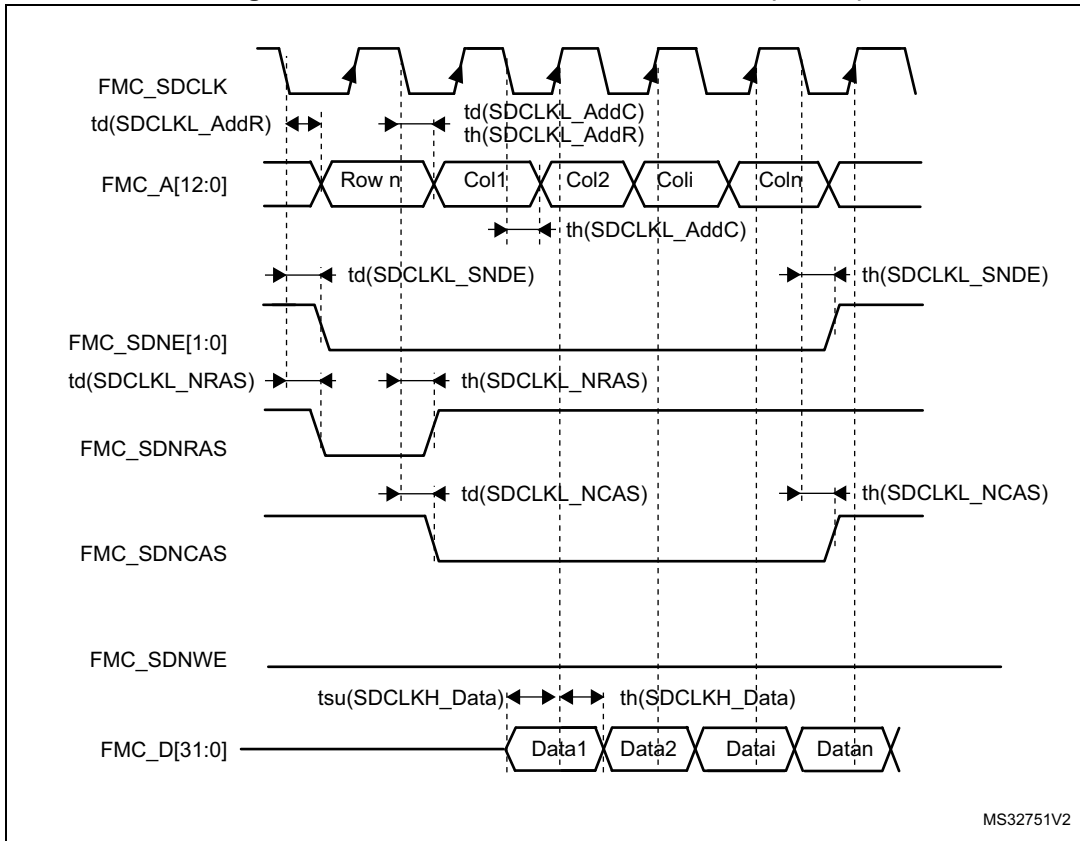 FMC_SDCLK
td(SDCLKL_AddR)
td(SDCLKL_AddC)
th(SDCLKL_AddR)
FMC_A[12:0]
Row n
Col1
Col2
Coli
Coln
th(SDCLKL_AddC)
td(SDCLKL_SNDE)
th(SDCLKL_SNDE)
FMC_SDNE[1:0]
td(SDCLKL_NRAS)
th(SDCLKL_NRAS)
FMC_SDNRAS
td(SDCLKL_NCAS)
th(SDCLKL_NCAS)
FMC_SDNCAS
FMC_SDNWE
tsu(SDCLKH_Data)
th(SDCLKH_Data)
FMC_D[31:0]
Data1
Data2
Datai
Datan
MS32751V2